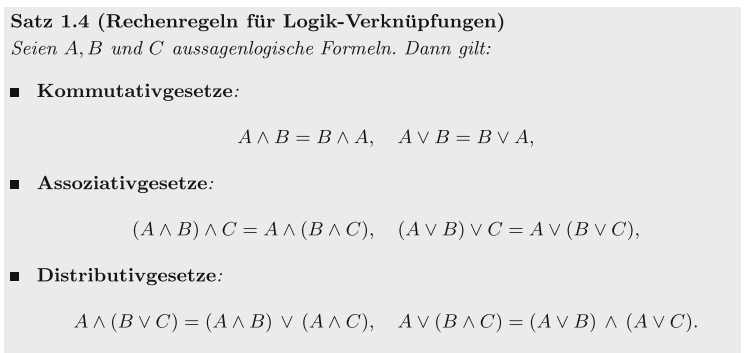 Satz 1.4 (Rechenregeln für Logik-Verknüpfungen)
Seien A, B und C aussagenlogische Formeln. Dann gilt:
■ Kommutativgesetze:
A ∧ B = B ∧ A, A ∨ B = B ∨ A,
■ Assoziativgesetze:
(A ∧ B) ∧ C = A ∧ (B ∧ C), (A ∨ B) ∨ C = A ∨ (B ∨ C),
■ Distributivgesetze:
A ∧ (B ∨ C) = (A ∧ B) ∨ (A ∧ C), A ∨ (B ∧ C) = (A ∨ B) ∧ (A ∨ C).